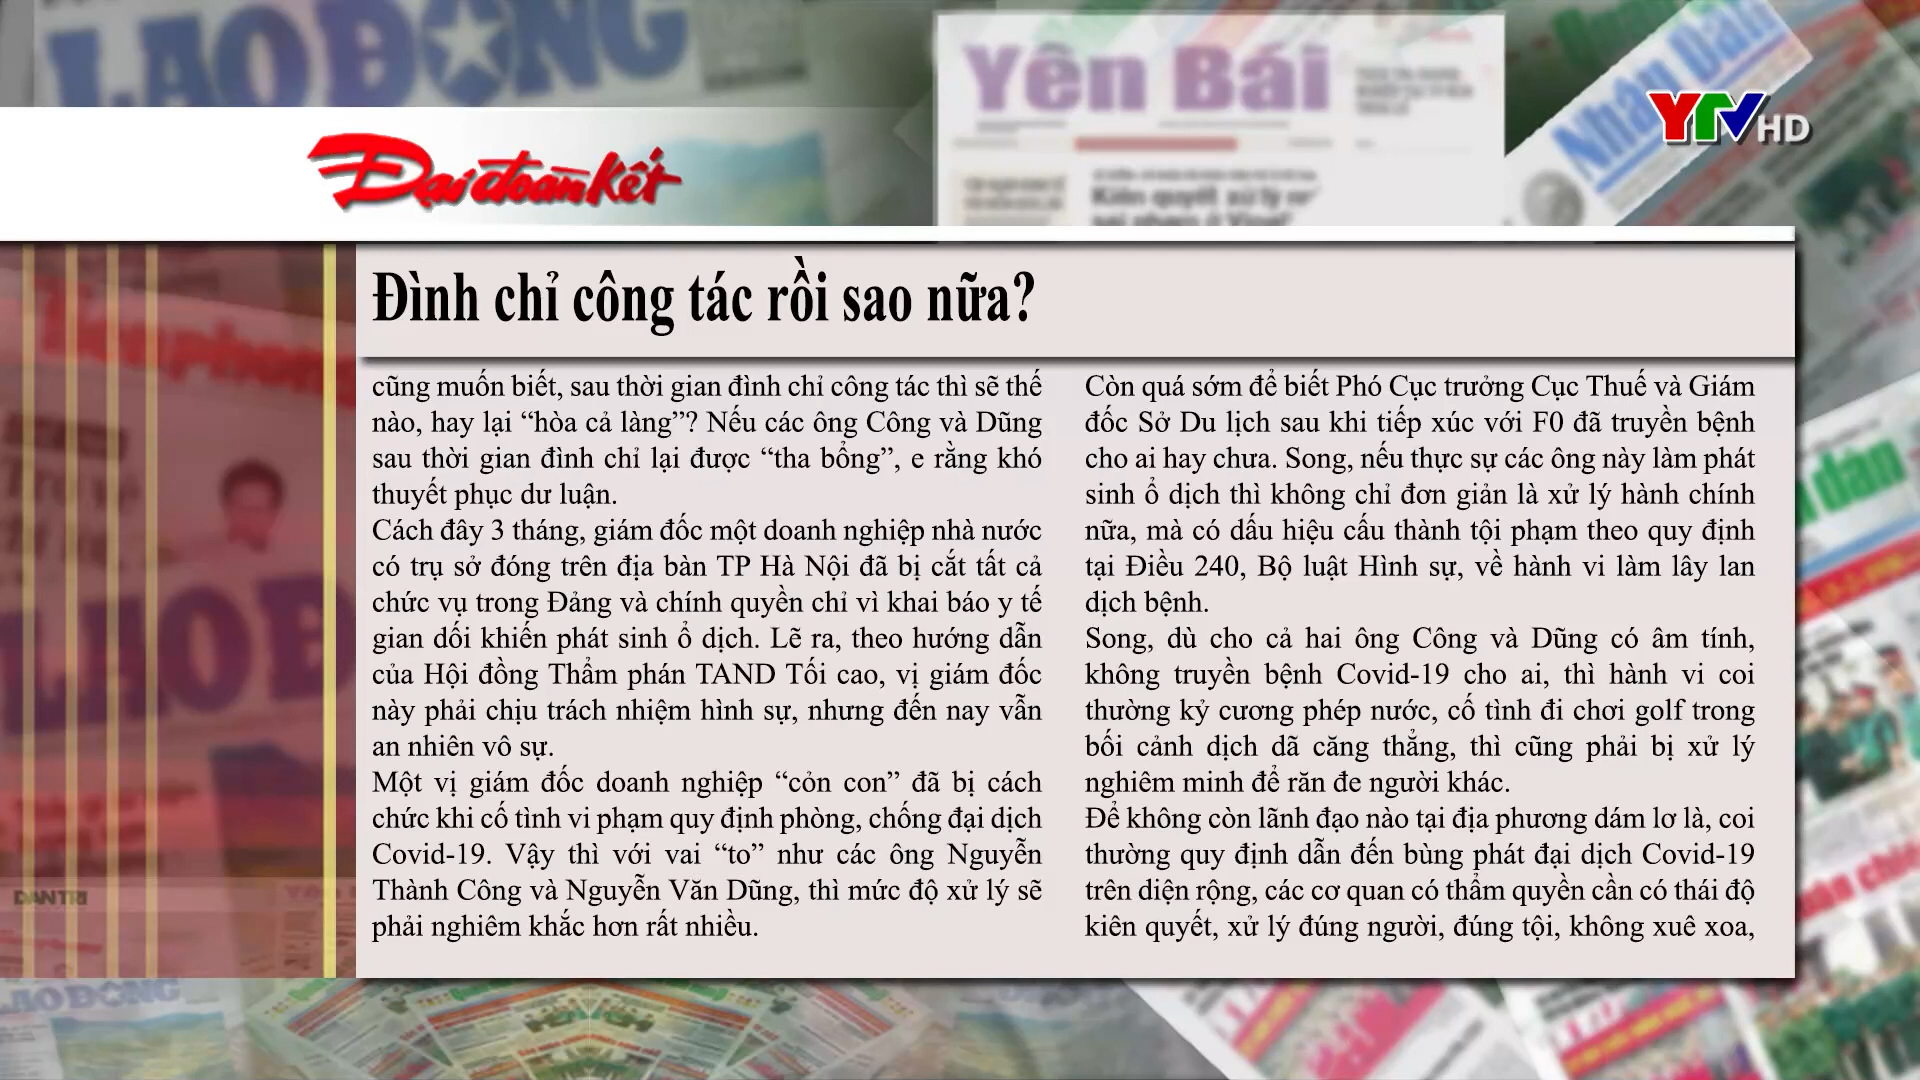 LAO ĐỘNG
Yên Bái
Nhân Dân
YTV HD
Đại đoàn kết
Kiên quyết xử lý
Đình chỉ công tác rồi sao nữa?
cũng muốn biết, sau thời gian đình chỉ công tác thì sẽ thế
nào, hay lại “hòa cả làng”? Nếu các ông Công và Dũng
sau thời gian đình chỉ lại được “tha bổng”, e rằng khó
thuyết phục dư luận.
Cách đây 3 tháng, giám đốc một doanh nghiệp nhà nước
có trụ sở đóng trên địa bàn TP Hà Nội đã bị cắt tất cả
chức vụ trong Đảng và chính quyền chỉ vì khai báo y tế
gian dối khiến phát sinh ổ dịch. Lẽ ra, theo hướng dẫn
của Hội đồng Thẩm phán TAND Tối cao, vị giám đốc
này phải chịu trách nhiệm hình sự, nhưng đến nay vẫn
an nhiên vô sự.
Một vị giám đốc doanh nghiệp “cỏn con” đã bị cách
chức khi cố tình vi phạm quy định phòng, chống đại dịch
Covid-19. Vậy thì với vai “to” như các ông Nguyễn
Thành Công và Nguyễn Văn Dũng, thì mức độ xử lý sẽ
phải nghiêm khắc hơn rất nhiều.
Còn quá sớm để biết Phó Cục trưởng Cục Thuế và Giám
đốc Sở Du lịch sau khi tiếp xúc với F0 đã truyền bệnh
cho ai hay chưa. Song, nếu thực sự các ông này làm phát
sinh ổ dịch thì không chỉ đơn giản là xử lý hành chính
nữa, mà có dấu hiệu cấu thành tội phạm theo quy định
tại Điều 240, Bộ luật Hình sự, về hành vi làm lây lan
dịch bệnh.
Song, dù cho cả hai ông Công và Dũng có âm tính,
không truyền bệnh Covid-19 cho ai, thì hành vi coi
thường kỷ cương phép nước, cố tình đi chơi golf trong
bối cảnh dịch dã căng thẳng, thì cũng phải bị xử lý
nghiêm minh để răn đe người khác.
Để không còn lãnh đạo nào tại địa phương dám lơ là, coi
thường quy định dẫn đến bùng phát đại dịch Covid-19
trên diện rộng, các cơ quan có thẩm quyền cần có thái độ
kiên quyết, xử lý đúng người, đúng tội, không xuê xoa,
LAO ĐỘNG
DÂN TRÍ
LAO ĐỘNG